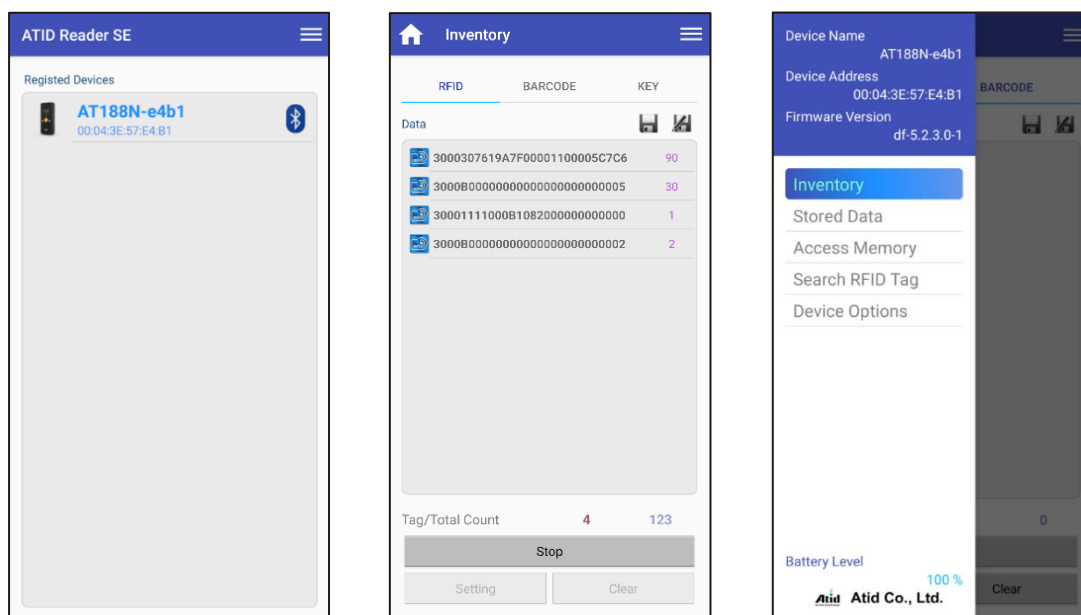 ATID Reader SE
Registed Devices
AT188N-e4b1
00:04:3E:57:E4:B1
Inventory
RFID BARCODE KEY
Data
3000307619A7F00001100005C7C6 90
3000B00000000000000000000005 30
30001111000B1082000000000000 1
3000B00000000000000000000002 2
Tag/Total Count 4 123
Stop
Setting Clear
Device Name
AT188N-e4b1
Device Address
00:04:3E:57:E4:B1
Firmware Version
df-5.2.3.0-1
Inventory
Stored Data
Access Memory
Search RFID Tag
Device Options
Battery Level
100 %
Atid Atid Co., Ltd.
BARCODE
0
Clear